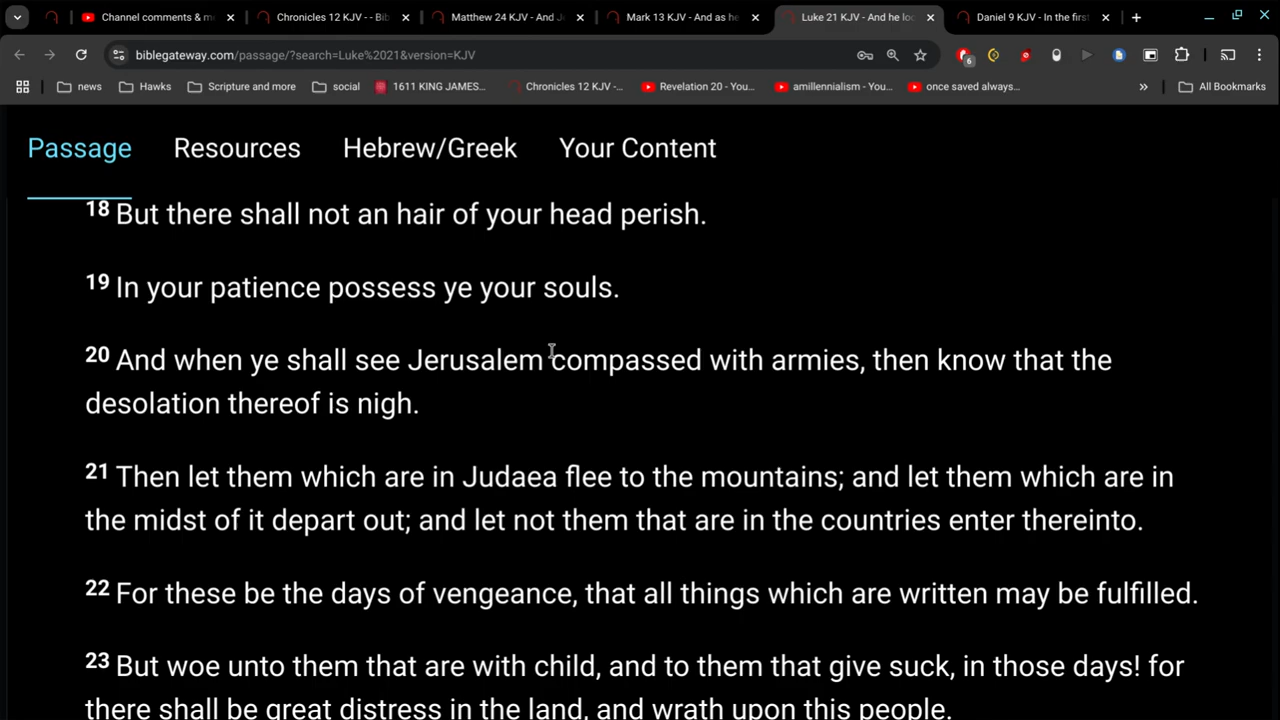 Channel comments & m
Chronicles 12 KJV - - Bib
Matthew 24 KJV - And J
Mark 13 KJV - And as he
Luke 21 KJV - And he loo
Daniel 9 KJV - In the first
biblegateway.com/passage/?search=Luke%2021&version=KJV
6
news
Hawks
Scripture and more
social
1611 KING JAMES...
Chronicles 12 KJV -...
Revelation 20 - You...
amillennialism - You...
once saved always...
»
All Bookmarks
Passage
Resources
Hebrew/Greek
Your Content
18 But there shall not an hair of your head perish.
19 In your patience possess ye your souls.
20 And when ye shall see Jerusalem compassed with armies, then know that the
desolation thereof is nigh.
21 Then let them which are in Judaea flee to the mountains; and let them which are in
the midst of it depart out; and let not them that are in the countries enter thereinto.
22 For these be the days of vengeance, that all things which are written may be fulfilled.
23 But woe unto them that are with child, and to them that give suck, in those days! for
there shall be great distress in the land, and wrath upon this people.